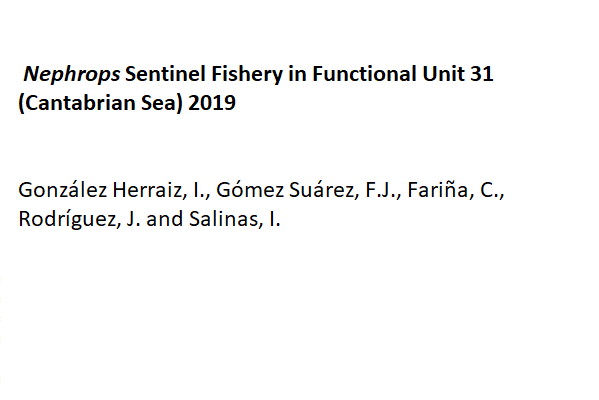 Nephrops Sentinel Fishery in Functional Unit 31
(Cantabrian Sea) 2019
González Herraiz, I., Gómez Suárez, F.J., Fariña, C.,
Rodríguez, J. and Salinas, I.